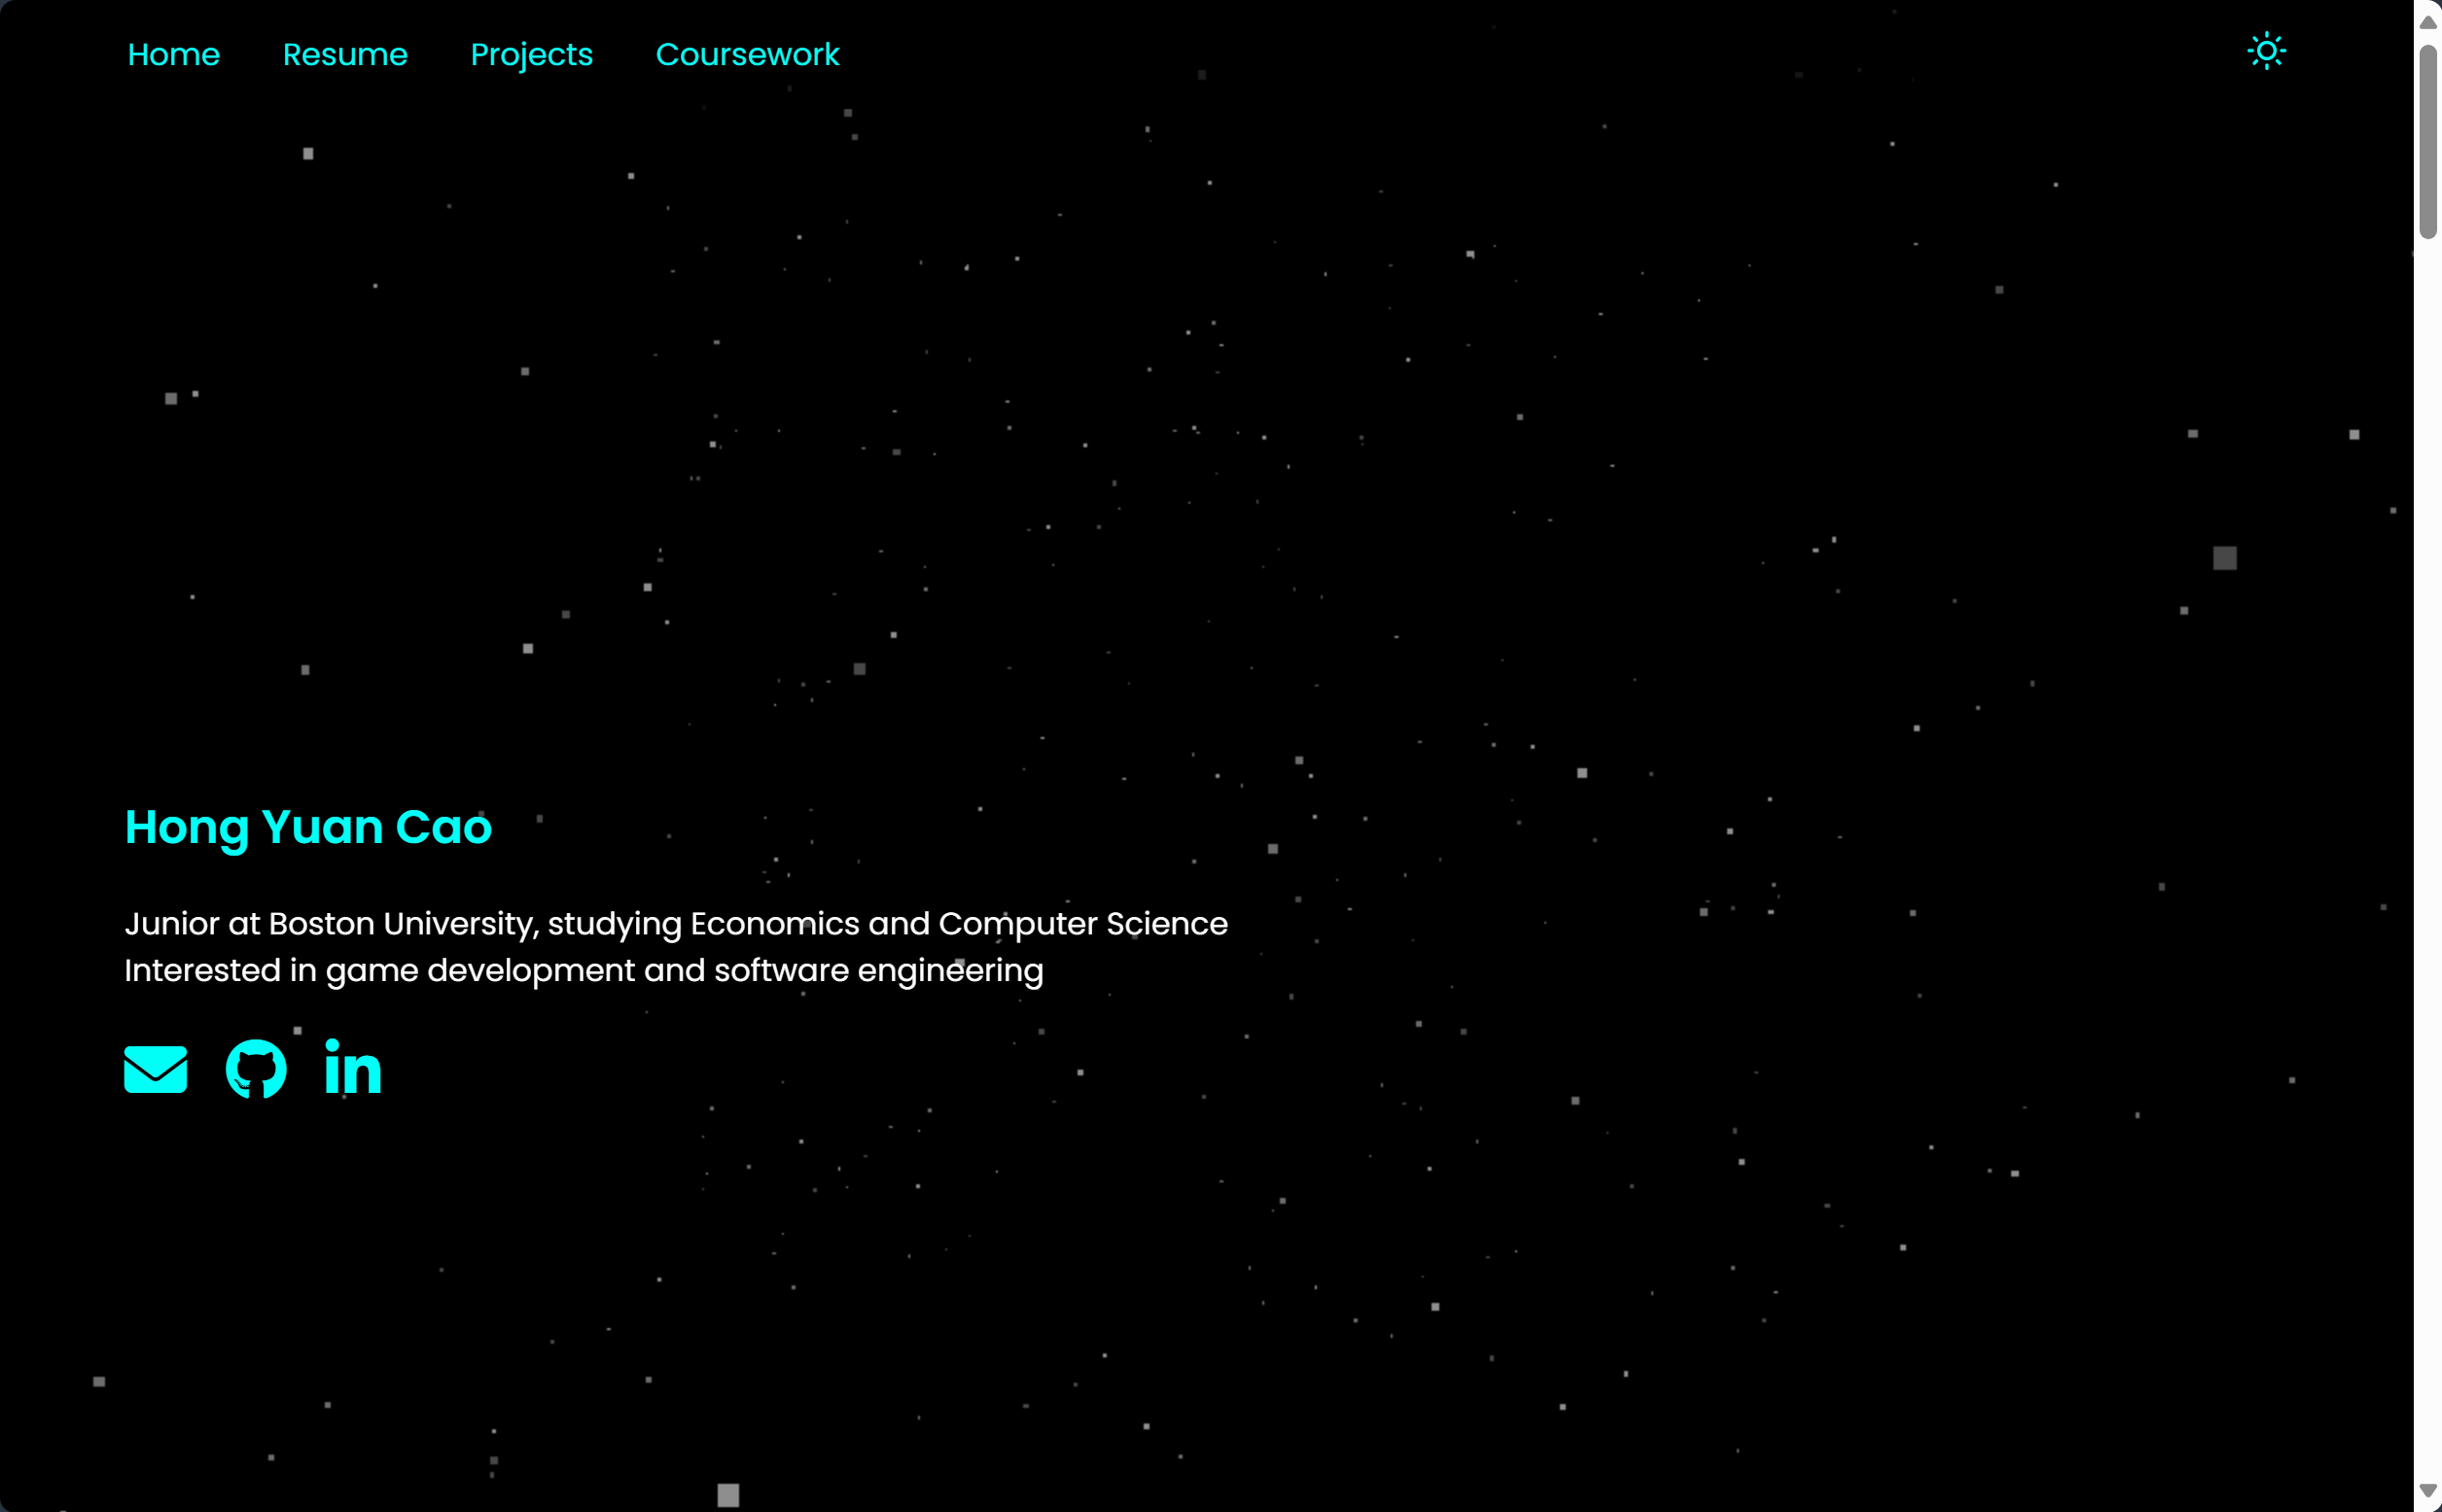 Home Resume Projects Coursework
Hong Yuan Cao
Junior at Boston University, studying Economics and Computer Science
Interested in game development and software engineering
in